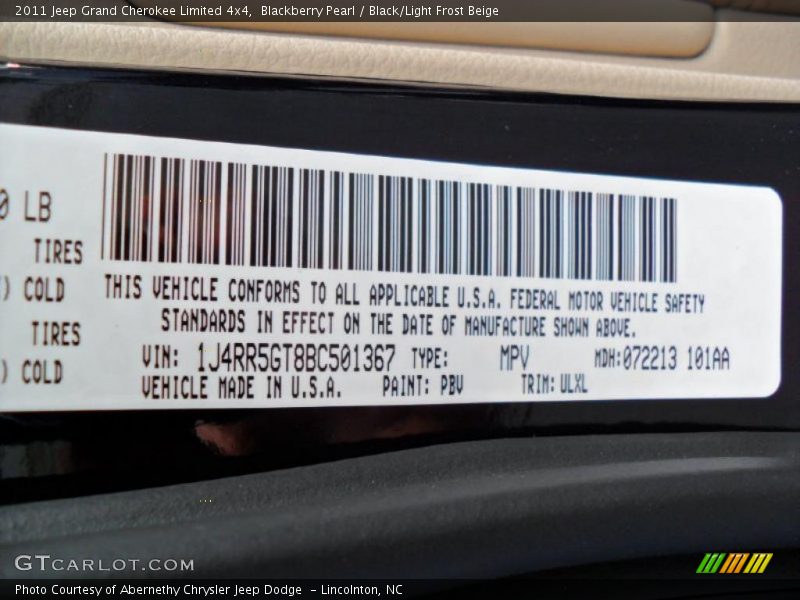 2011 Jeep Grand Cherokee Limited 4x4, Blackberry Pearl / Black/Light Frost Beige
0 LB
TIRES
) COLD
TIRES
) COLD
THIS VEHICLE CONFORMS TO ALL APPLICABLE U.S.A. FEDERAL MOTOR VEHICLE SAFETY
STANDARDS IN EFFECT ON THE DATE OF MANUFACTURE SHOWN ABOVE.
VIN: 1J4RR5GT8BC501367 TYPE: MPV MDH:072213 101AA
VEHICLE MADE IN U.S.A. PAINT: PBV TRIM: ULXL
GTCARLOT.COM
Photo Courtesy of Abernethy Chrysler Jeep Dodge - Lincolnton, NC